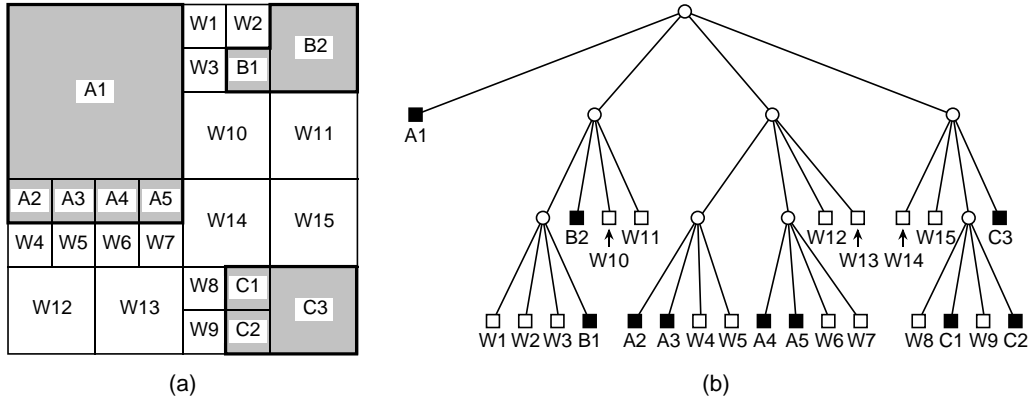 W1 W2
B2
W3 B1
A1
W10 W11
A2 A3 A4 A5
W14 W15
W4 W5 W6 W7
W8 C1
W12 W13 C3
W9 C2
(a)
A1
B2 W11 W12 W15 C3
W10 W13 W14
W1 W2 W3 B1 A2 A3 W4 W5 A4 A5 W6 W7 W8 C1 W9 C2
(b)